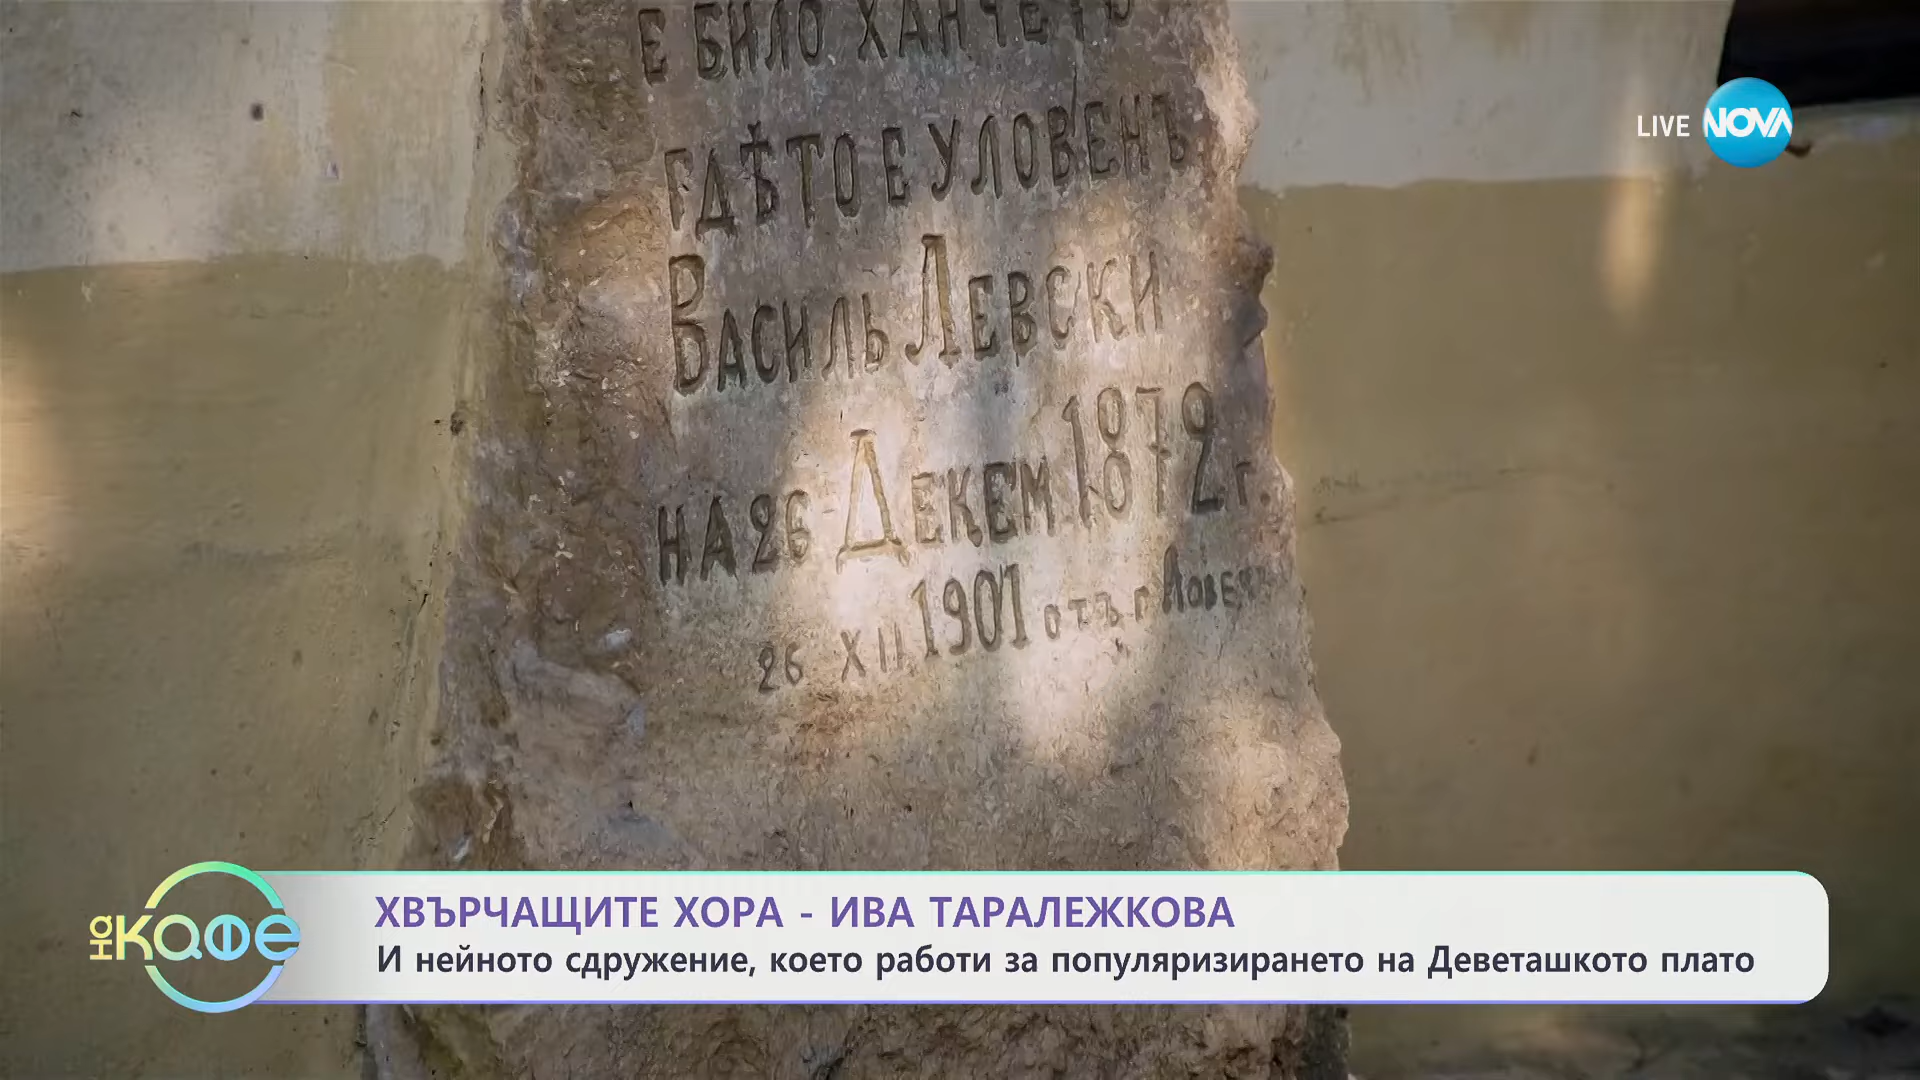 Е БИЛО ХАНЧЕТО
ГДѢТО Е УЛОВЕНЪ
ВАСИЛЬ ЛЕВСКИ
НА 26 ДЕКЕМ 1872 г.
26 XII 1901 отъ г Ловечъ
LIVE NOVA
на кафе
ХВЪРЧАЩИТЕ ХОРА - ИВА ТАРАЛЕЖКОВА
И нейното сдружение, което работи за популяризирането на Деветашкото плато